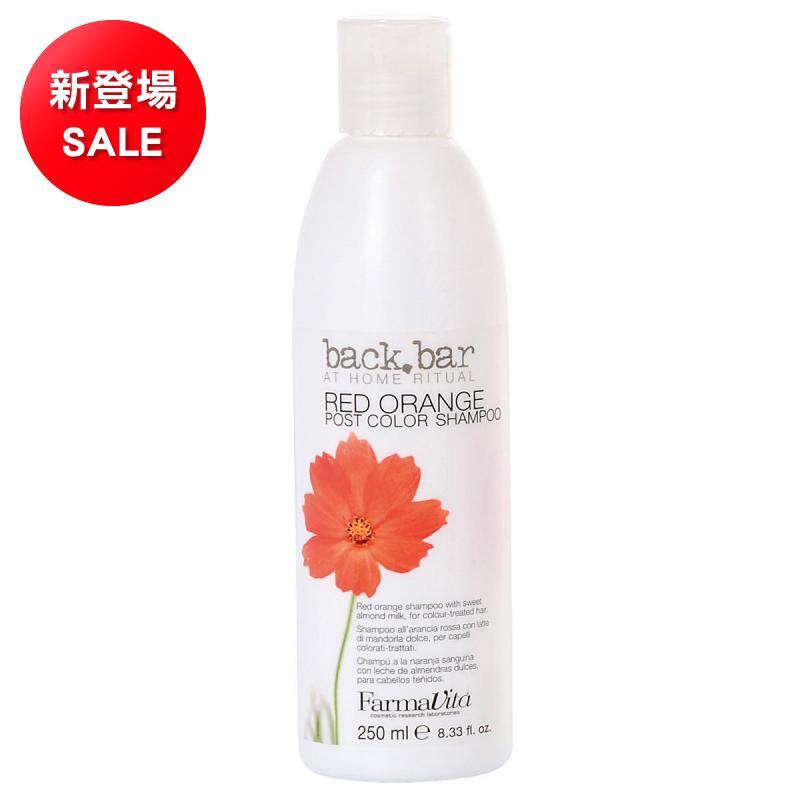 新登場
SALE
back.bar
AT HOME RITUAL
RED ORANGE
POST COLOR SHAMPOO
Red orange shampoo with sweet
almond milk, for colour-treated hair.
Shampoo all'arancia rossa con latte
di mandorla dolce, per capelli
colorati-trattati.
Champú a la naranja sanguina
con leche de almendras dulces,
para cabellos teñidos.
FarmaVita
cosmetic research laboratories
250 ml ℮ 8.33 fl. oz.